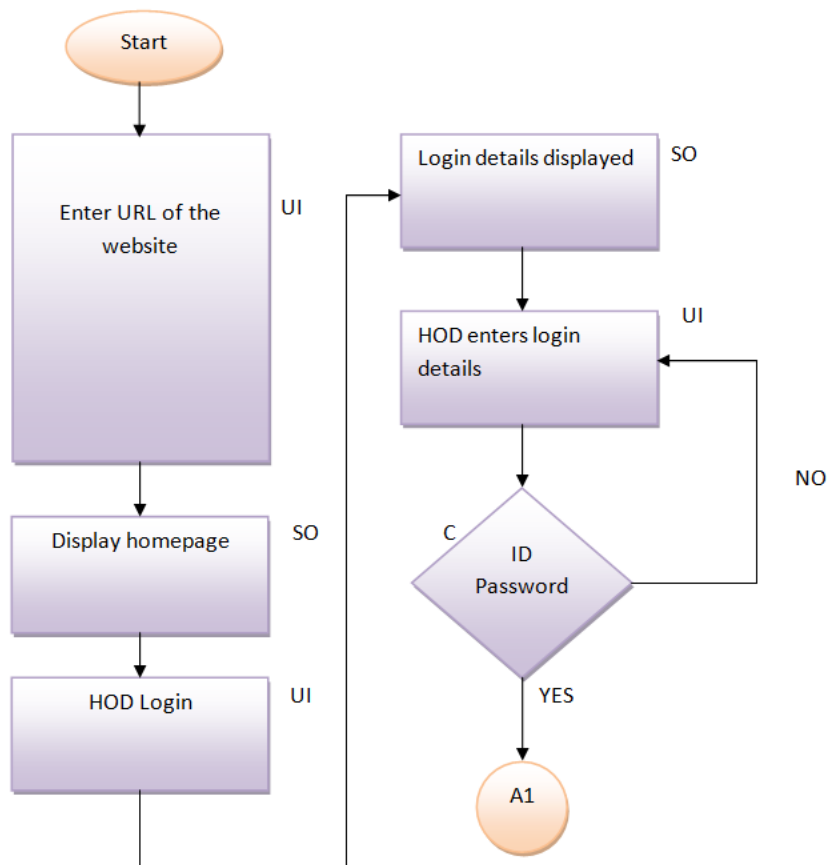 Start
Enter URL of the
website
UI
Display homepage
SO
HOD Login
UI
Login details displayed
SO
HOD enters login
details
UI
C
ID
Password
NO
YES
A1